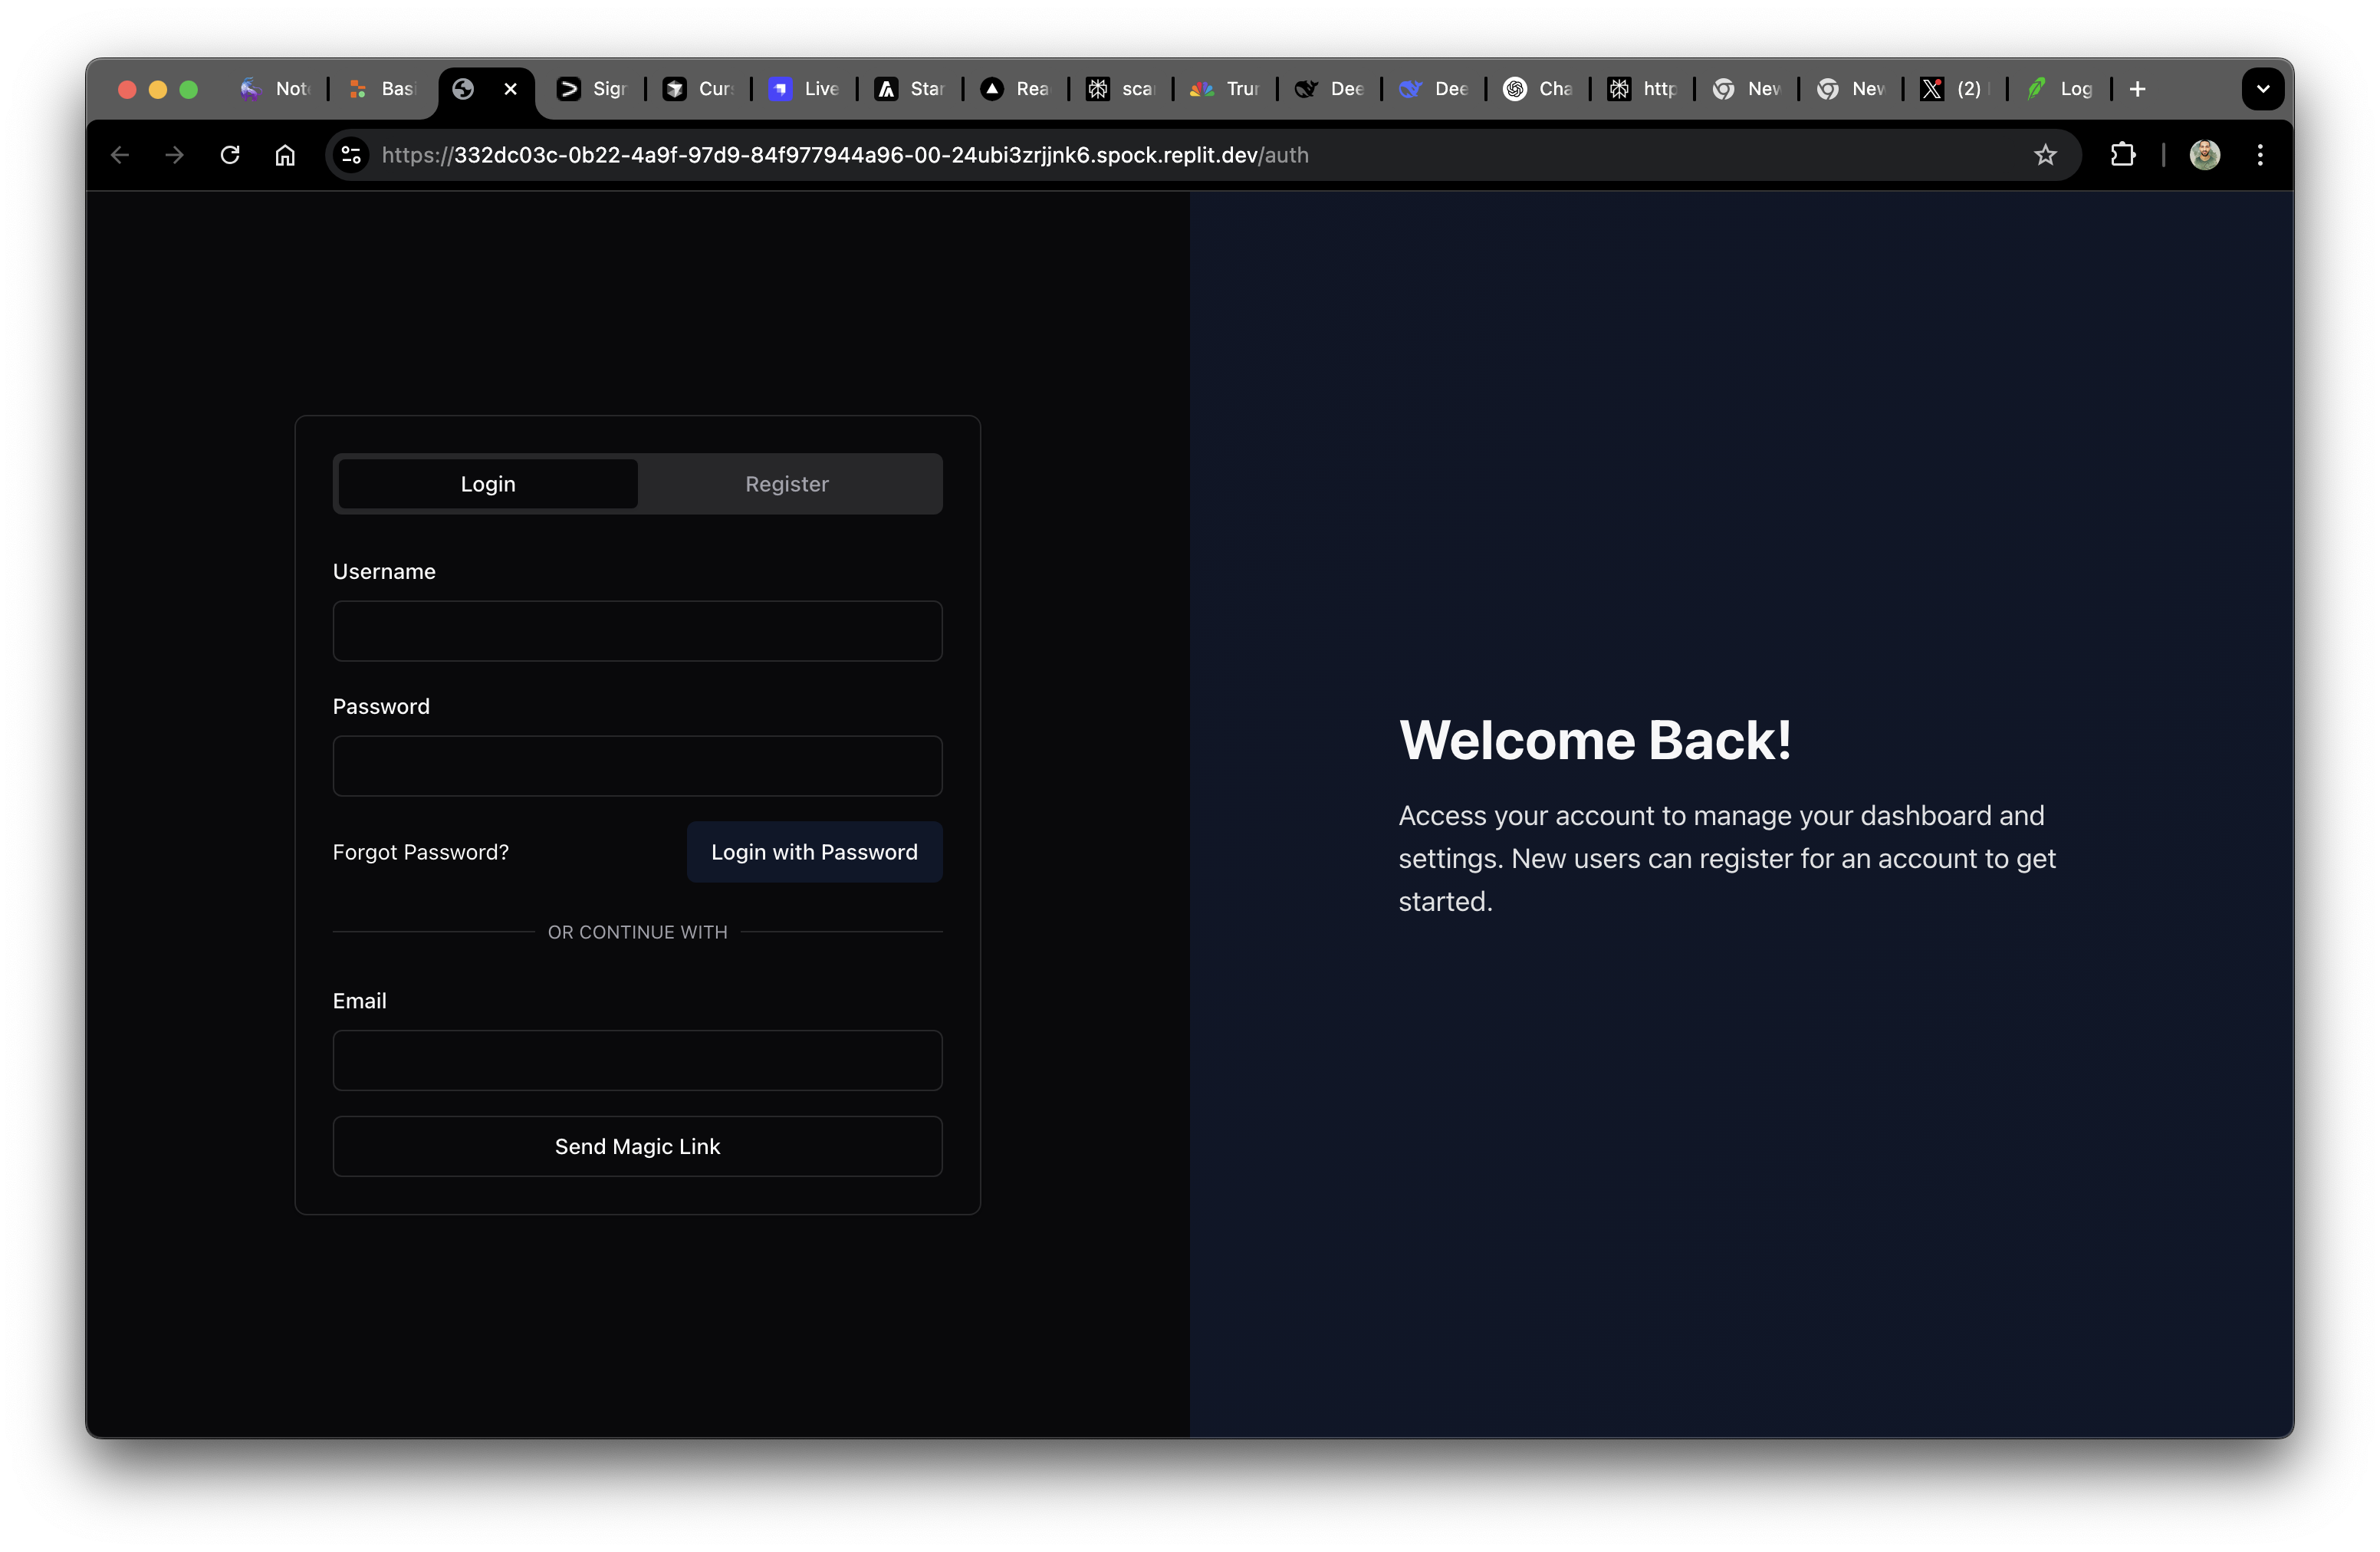 Not
Basi
Sign
Curs
Live
Star
Rea
scal
Trur
Dee
Dee
Cha
http
New
New
(2)
Log
https://332dc03c-0b22-4a9f-97d9-84f977944a96-00-24ubi3zrjjnk6.spock.replit.dev/auth
Login
Register
Username
Password
Forgot Password?
Login with Password
OR CONTINUE WITH
Email
Send Magic Link
Welcome Back!
Access your account to manage your dashboard and
settings. New users can register for an account to get
started.